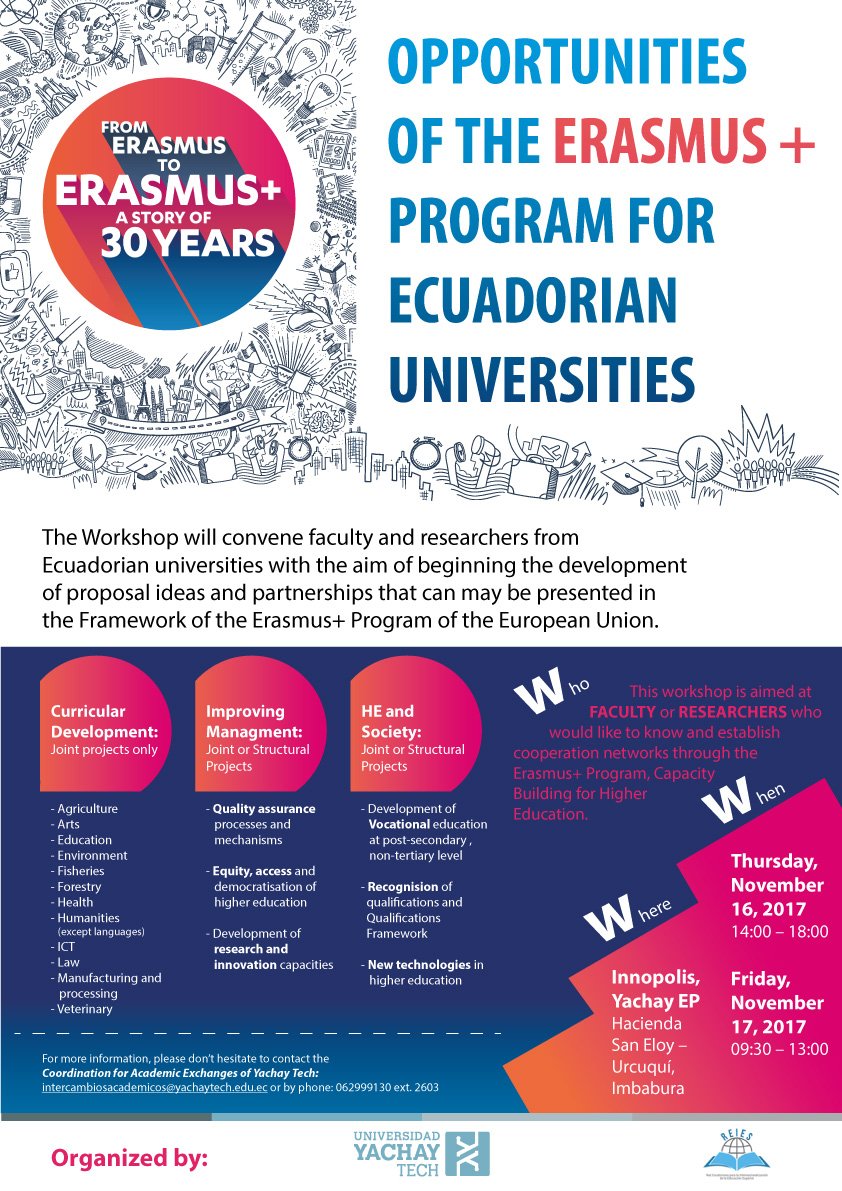 FROM
ERASMUS
TO
ERASMUS+
A STORY OF
30 YEARS
OPPORTUNITIES
OF THE ERASMUS +
PROGRAM FOR
ECUADORIAN
UNIVERSITIES
The Workshop will convene faculty and researchers from
Ecuadorian universities with the aim of beginning the development
of proposal ideas and partnerships that can may be presented in
the Framework of the Erasmus+ Program of the European Union.
Curricular
Development:
Joint projects only
- Agriculture
- Arts
- Education
- Environment
- Fisheries
- Forestry
- Health
- Humanities
(except languages)
- ICT
- Law
- Manufacturing and
processing
- Veterinary
Improving
Managment:
Joint or Structural
Projects
- Quality assurance
processes and
mechanisms
- Equity, access and
democratisation of
higher education
- Development of
research and
innovation capacities
HE and
Society:
Joint or Structural
Projects
- Development of
Vocational education
at post-secondary ,
non-tertiary level
- Recognision of
qualifications and
Qualifications
Framework
- New technologies in
higher education
Who
This workshop is aimed at
FACULTY or RESEARCHERS who
would like to know and establish
cooperation networks through the
Erasmus+ Program, Capacity
Building for Higher
Education.
When
Thursday,
November
16, 2017
14:00 – 18:00
Friday,
November
17, 2017
09:30 – 13:00
Where
Innopolis,
Yachay EP
Hacienda
San Eloy –
Urcuquí,
Imbabura
For more information, please don't hesitate to contact the
Coordination for Academic Exchanges of Yachay Tech:
intercambiosacademicos@yachaytech.edu.ec or by phone: 062999130 ext. 2603
Organized by:
UNIVERSIDAD
YACHAY
TECH
REIES